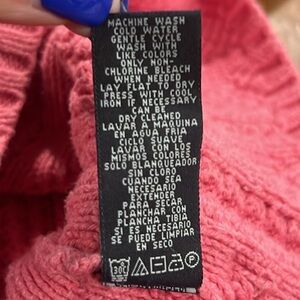 MACHINE WASH
COLD WATER
GENTLE CYCLE
WASH WITH
LIKE COLORS
ONLY NON-
CHLORINE BLEACH
WHEN NEEDED
LAY FLAT TO DRY
PRESS WITH COOL
IRON IF NECESSARY
CAN BE
DRY CLEANED
LAVAR A MAQUINA
EN AGUA FRIA
CICLO SUAVE
LAVAR CON LOS
MISMOS COLORES
SOLO BLANQUEADOR
SIN CLORO
CUANDO SEA
NECESARIO
EXTENDER
PARA SECAR
PLANCHAR CON
PLANCHA TIBIA
SI ES NECESARIO
SE PUEDE LIMPIAR
EN SECO
30C P